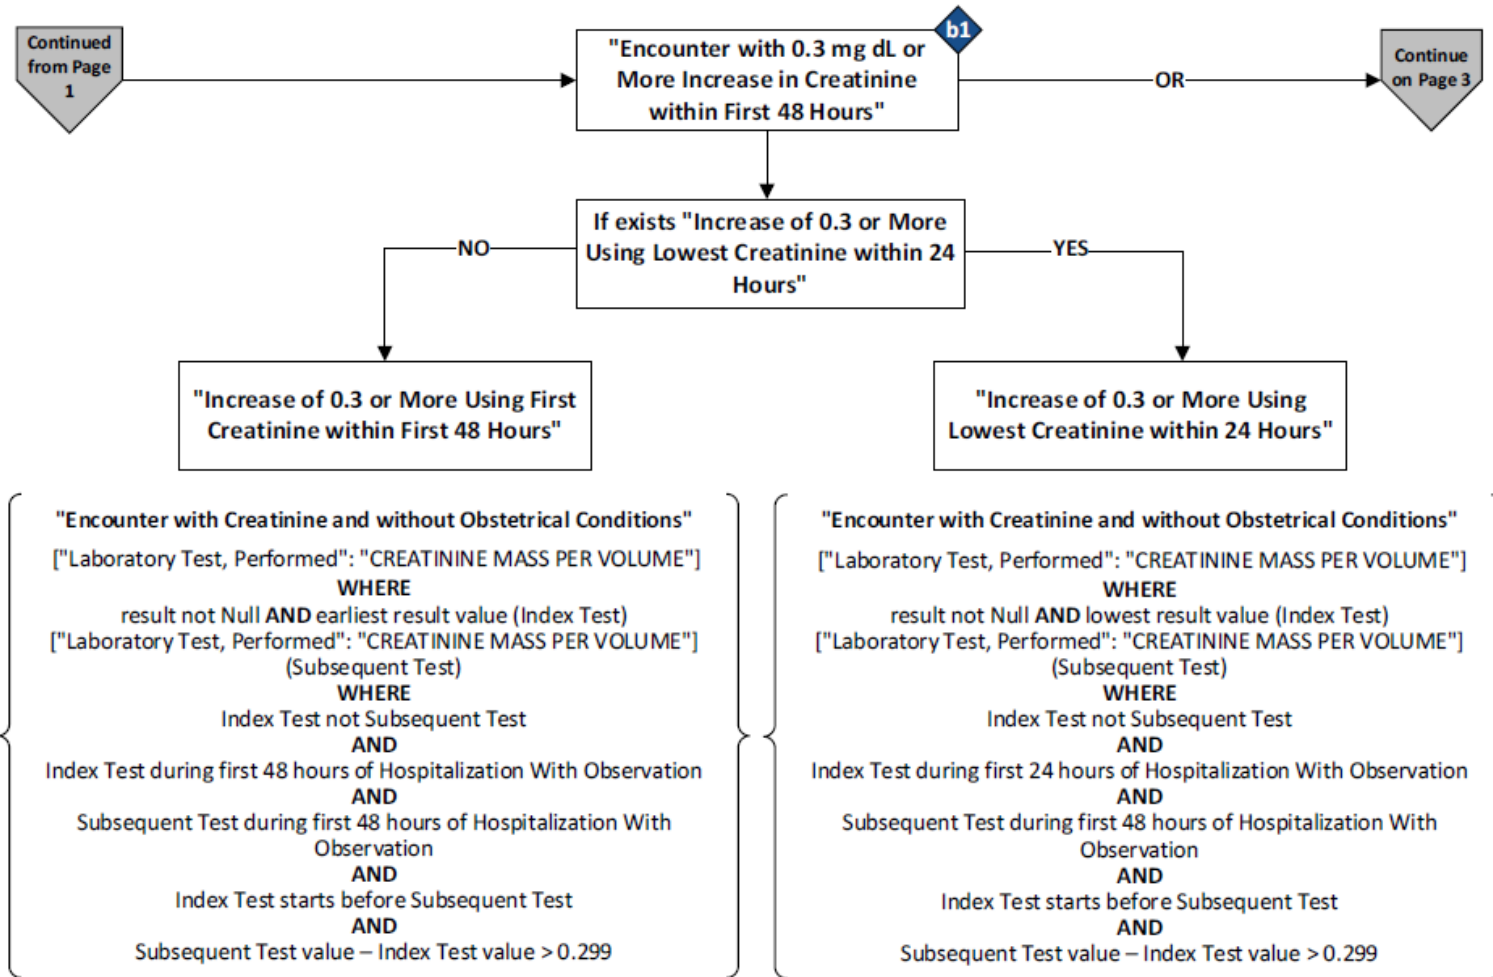 Continued
from Page
1
"Encounter with 0.3 mg dL or
More Increase in Creatinine
within First 48 Hours"
b1
OR
Continue
on Page 3
If exists "Increase of 0.3 or More
Using Lowest Creatinine within 24
Hours"
NO
YES
"Increase of 0.3 or More Using First
Creatinine within First 48 Hours"
"Increase of 0.3 or More Using
Lowest Creatinine within 24 Hours"
"Encounter with Creatinine and without Obstetrical Conditions"
["Laboratory Test, Performed": "CREATININE MASS PER VOLUME"]
WHERE
result not Null AND earliest result value (Index Test)
["Laboratory Test, Performed": "CREATININE MASS PER VOLUME"]
(Subsequent Test)
WHERE
Index Test not Subsequent Test
AND
Index Test during first 48 hours of Hospitalization With Observation
AND
Subsequent Test during first 48 hours of Hospitalization With
Observation
AND
Index Test starts before Subsequent Test
AND
Subsequent Test value – Index Test value > 0.299
"Encounter with Creatinine and without Obstetrical Conditions"
["Laboratory Test, Performed": "CREATININE MASS PER VOLUME"]
WHERE
result not Null AND lowest result value (Index Test)
["Laboratory Test, Performed": "CREATININE MASS PER VOLUME"]
(Subsequent Test)
WHERE
Index Test not Subsequent Test
AND
Index Test during first 24 hours of Hospitalization With Observation
AND
Subsequent Test during first 48 hours of Hospitalization With
Observation
AND
Index Test starts before Subsequent Test
AND
Subsequent Test value – Index Test value > 0.299